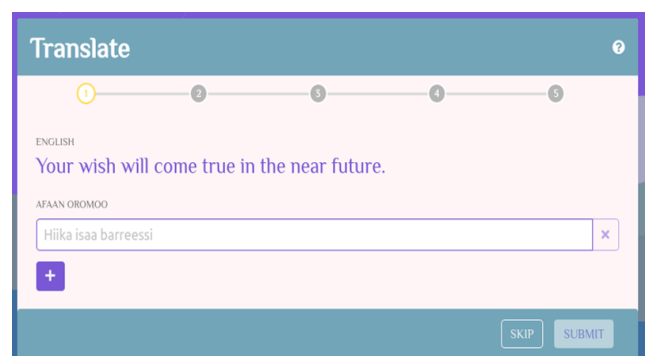 Translate
?
1 2 3 4 5
ENGLISH
Your wish will come true in the near future.
AFAAN OROMOO
Hiika isaa barreessi
×
+
SKIP SUBMIT